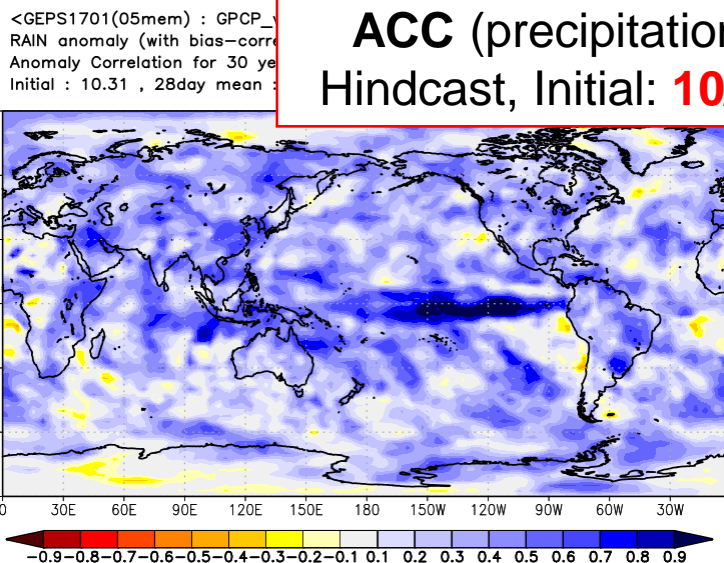 <GEPS1701(05mem) : GPCP_v
RAIN anomaly (with bias-corre
Anomaly Correlation for 30 ye
Initial : 10.31 , 28day mean :
ACC (precipitation
Hindcast, Initial: 10
0 30E 60E 90E 120E 150E 180 150W 120W 90W 60W 30W
-0.9 -0.8 -0.7 -0.6 -0.5 -0.4 -0.3 -0.2 -0.1 0.1 0.2 0.3 0.4 0.5 0.6 0.7 0.8 0.9